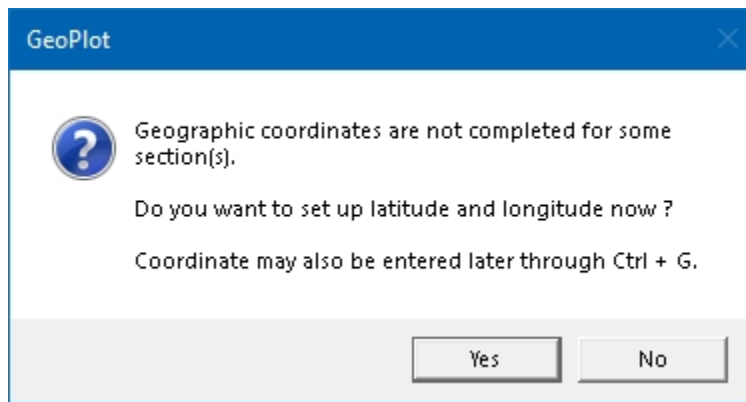 GeoPlot
Geographic coordinates are not completed for some
section(s).
Do you want to set up latitude and longitude now ?
Coordinate may also be entered later through Ctrl + G.
Yes
No